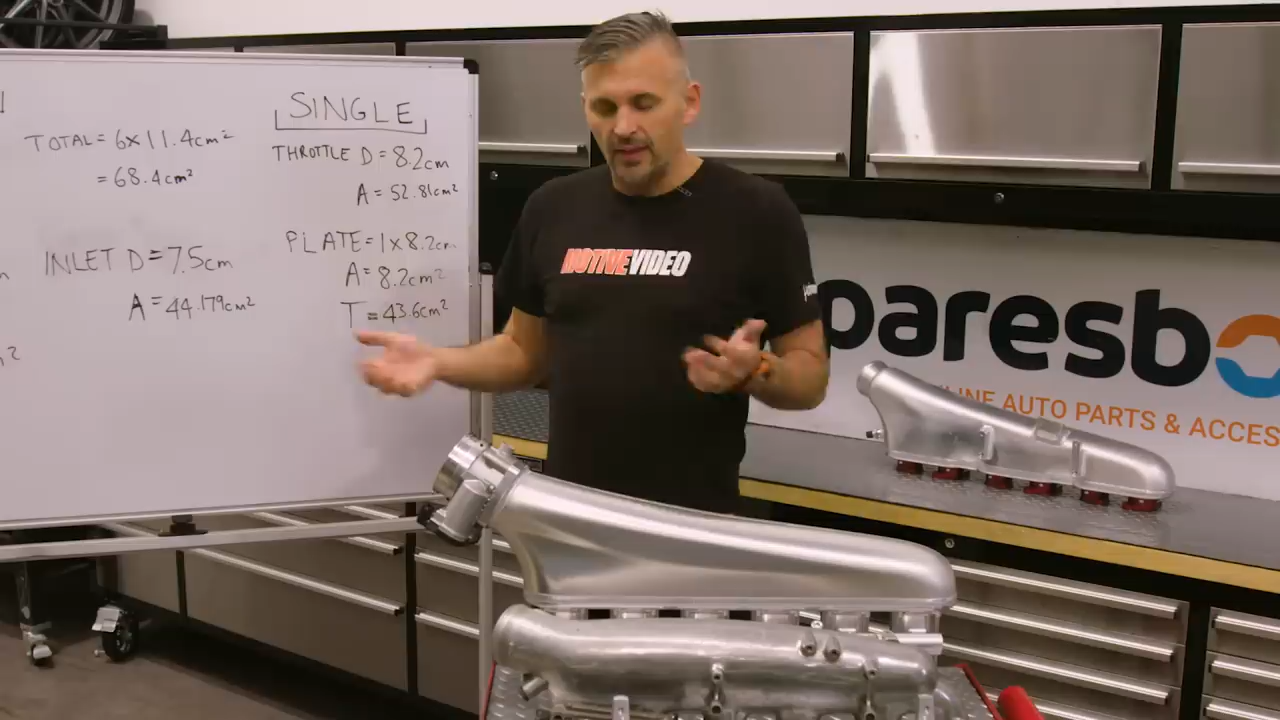 TOTAL = 6x11.4cm²
= 68.4cm²
INLET D = 7.5cm
A = 44.179cm²
SINGLE
THROTTLE D = 8.2cm
A = 52.81cm²
PLATE = 1x8.2cm
A = 8.2cm²
T = 43.6cm²
MOTIVEVIDEO
paresbo
LINE AUTO PARTS & ACCES